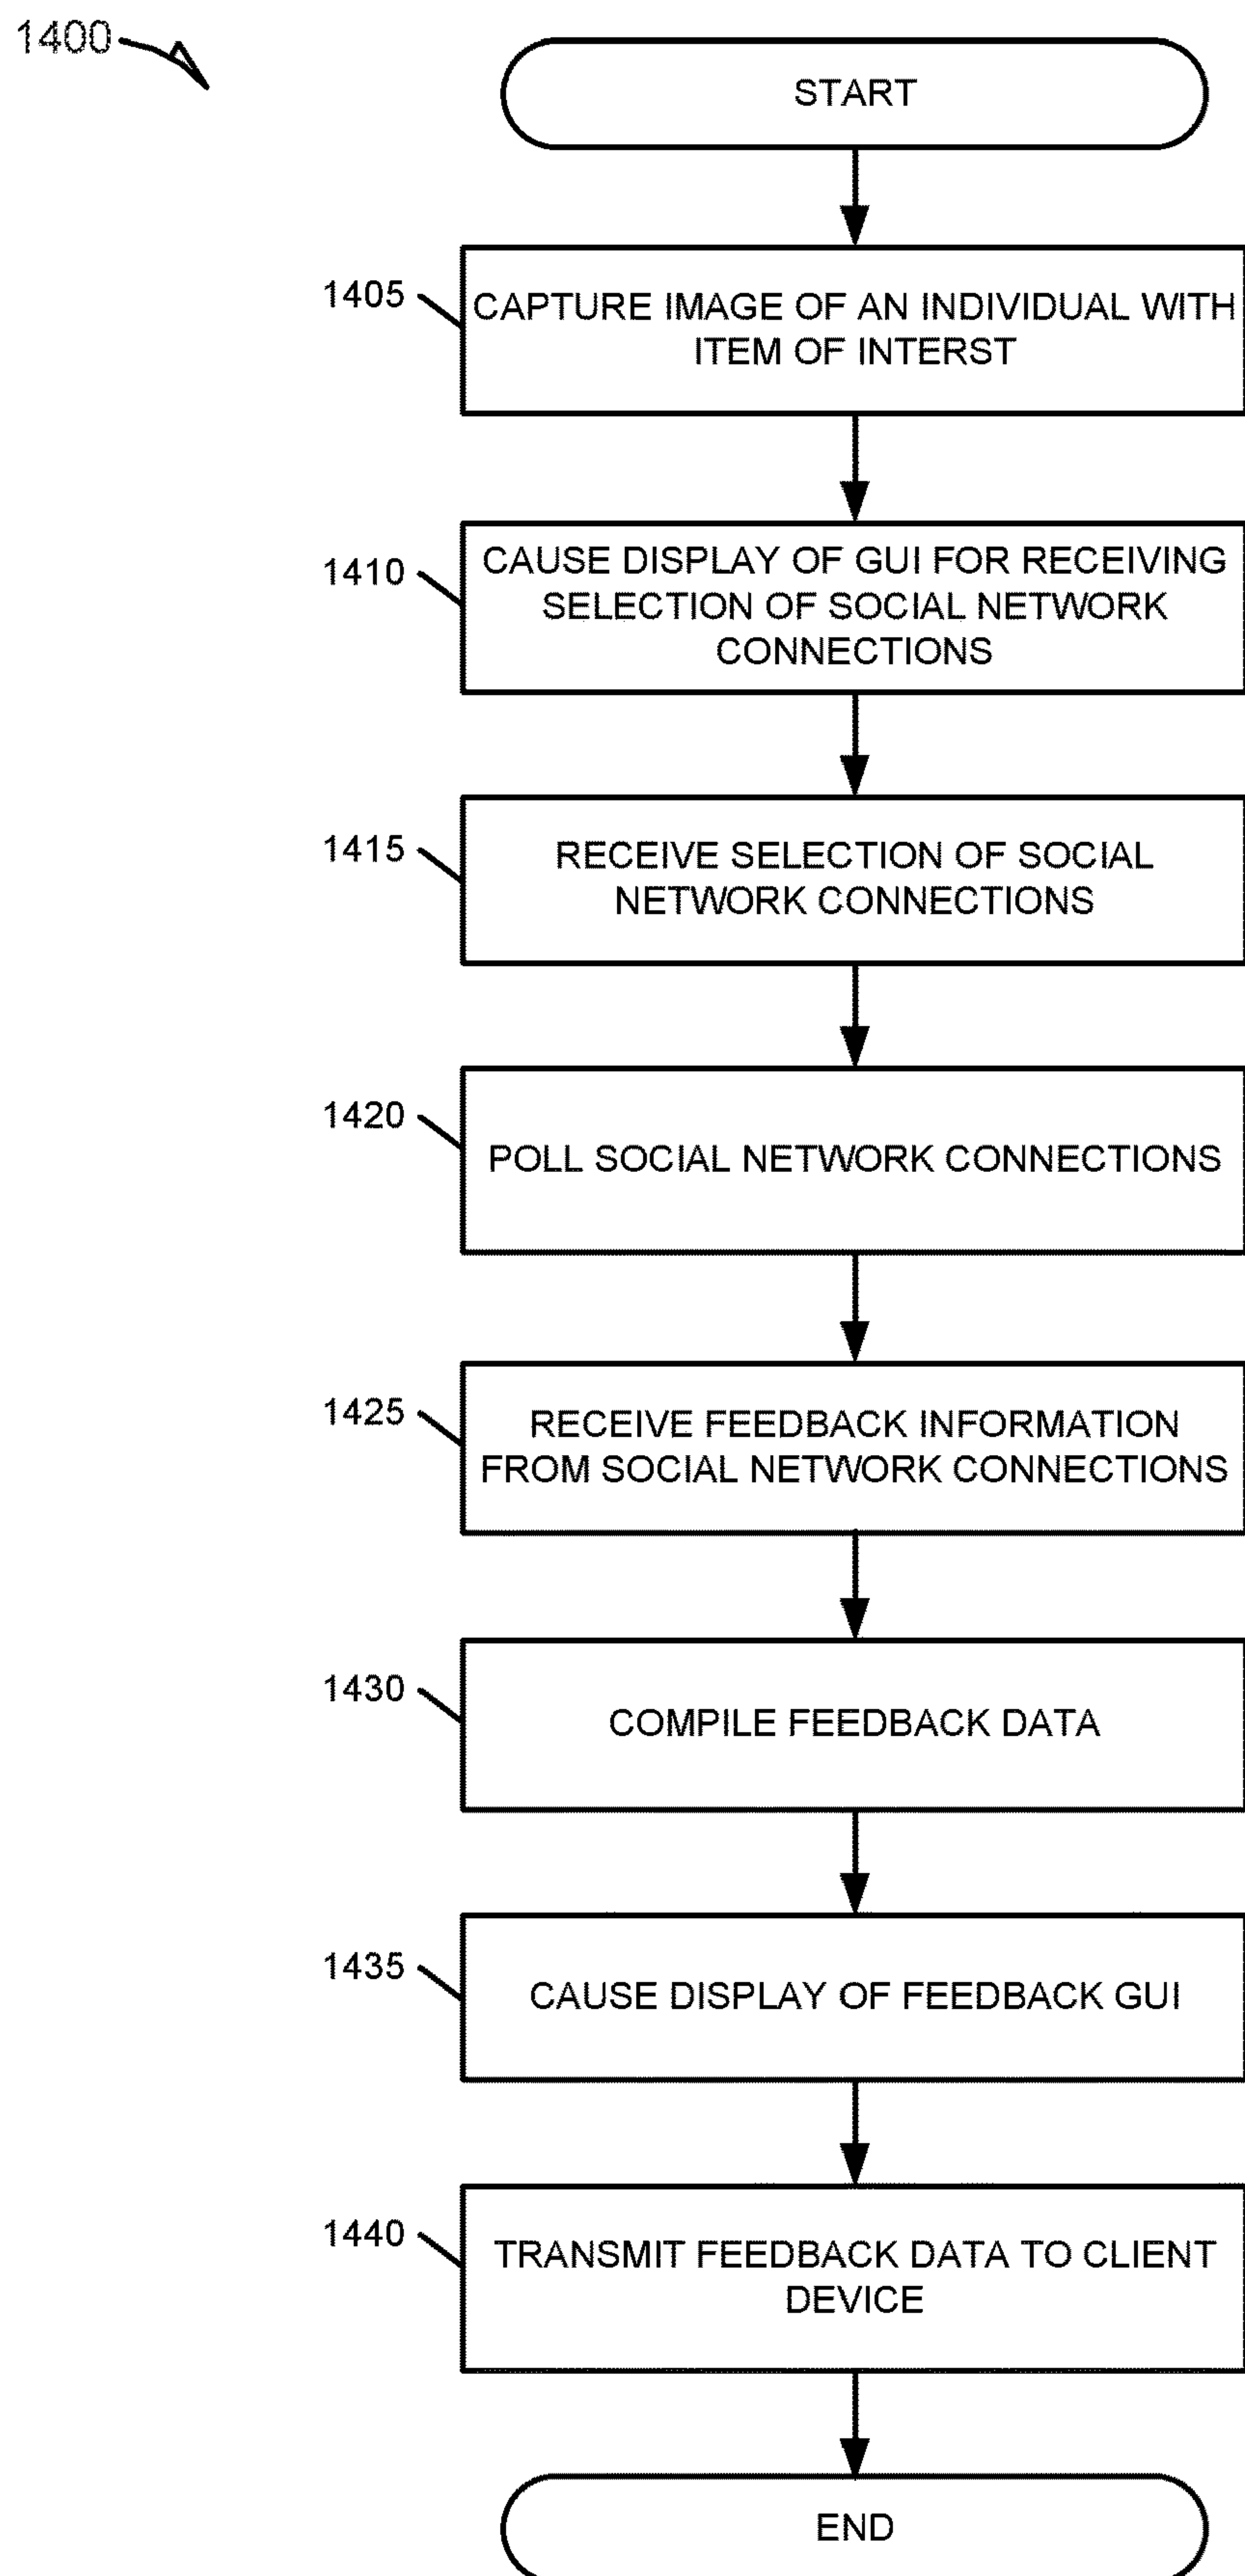 1400
START
1405
CAPTURE IMAGE OF AN INDIVIDUAL WITH
ITEM OF INTERST
1410
CAUSE DISPLAY OF GUI FOR RECEIVING
SELECTION OF SOCIAL NETWORK
CONNECTIONS
1415
RECEIVE SELECTION OF SOCIAL
NETWORK CONNECTIONS
1420
POLL SOCIAL NETWORK CONNECTIONS
1425
RECEIVE FEEDBACK INFORMATION
FROM SOCIAL NETWORK CONNECTIONS
1430
COMPILE FEEDBACK DATA
1435
CAUSE DISPLAY OF FEEDBACK GUI
1440
TRANSMIT FEEDBACK DATA TO CLIENT
DEVICE
END